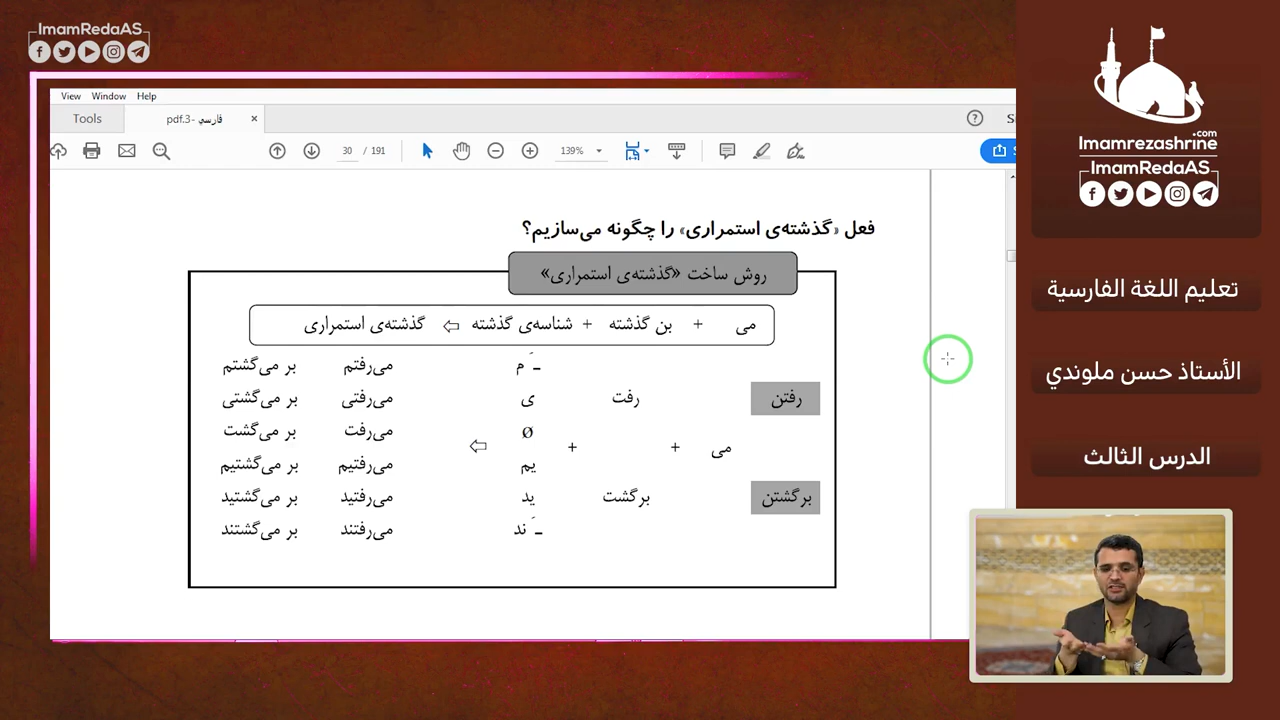 ImamRedaAS
View Window Help
Tools
فارسي -3.pdf ×
30 / 191
139%
فعل «گذشته‌ی استمراری» را چگونه می‌سازیم؟
روش ساخت «گذشته‌ی استمراری»
می + بن گذشته + شناسه‌ی گذشته ⇦ گذشته‌ی استمراری
ـَ م می‌رفتم بر می‌گشتم
رفتن رفت ی می‌رفتی بر می‌گشتی
Ø می‌رفت بر می‌گشت
می + + ⇦
یم می‌رفتیم بر می‌گشتیم
برگشتن برگشت ید می‌رفتید بر می‌گشتید
ـَ ند می‌رفتند بر می‌گشتند
.com
Imamrezashrine
ImamRedaAS
تعليم اللغة الفارسية
الأستاذ حسن ملوندي
الدرس الثالث